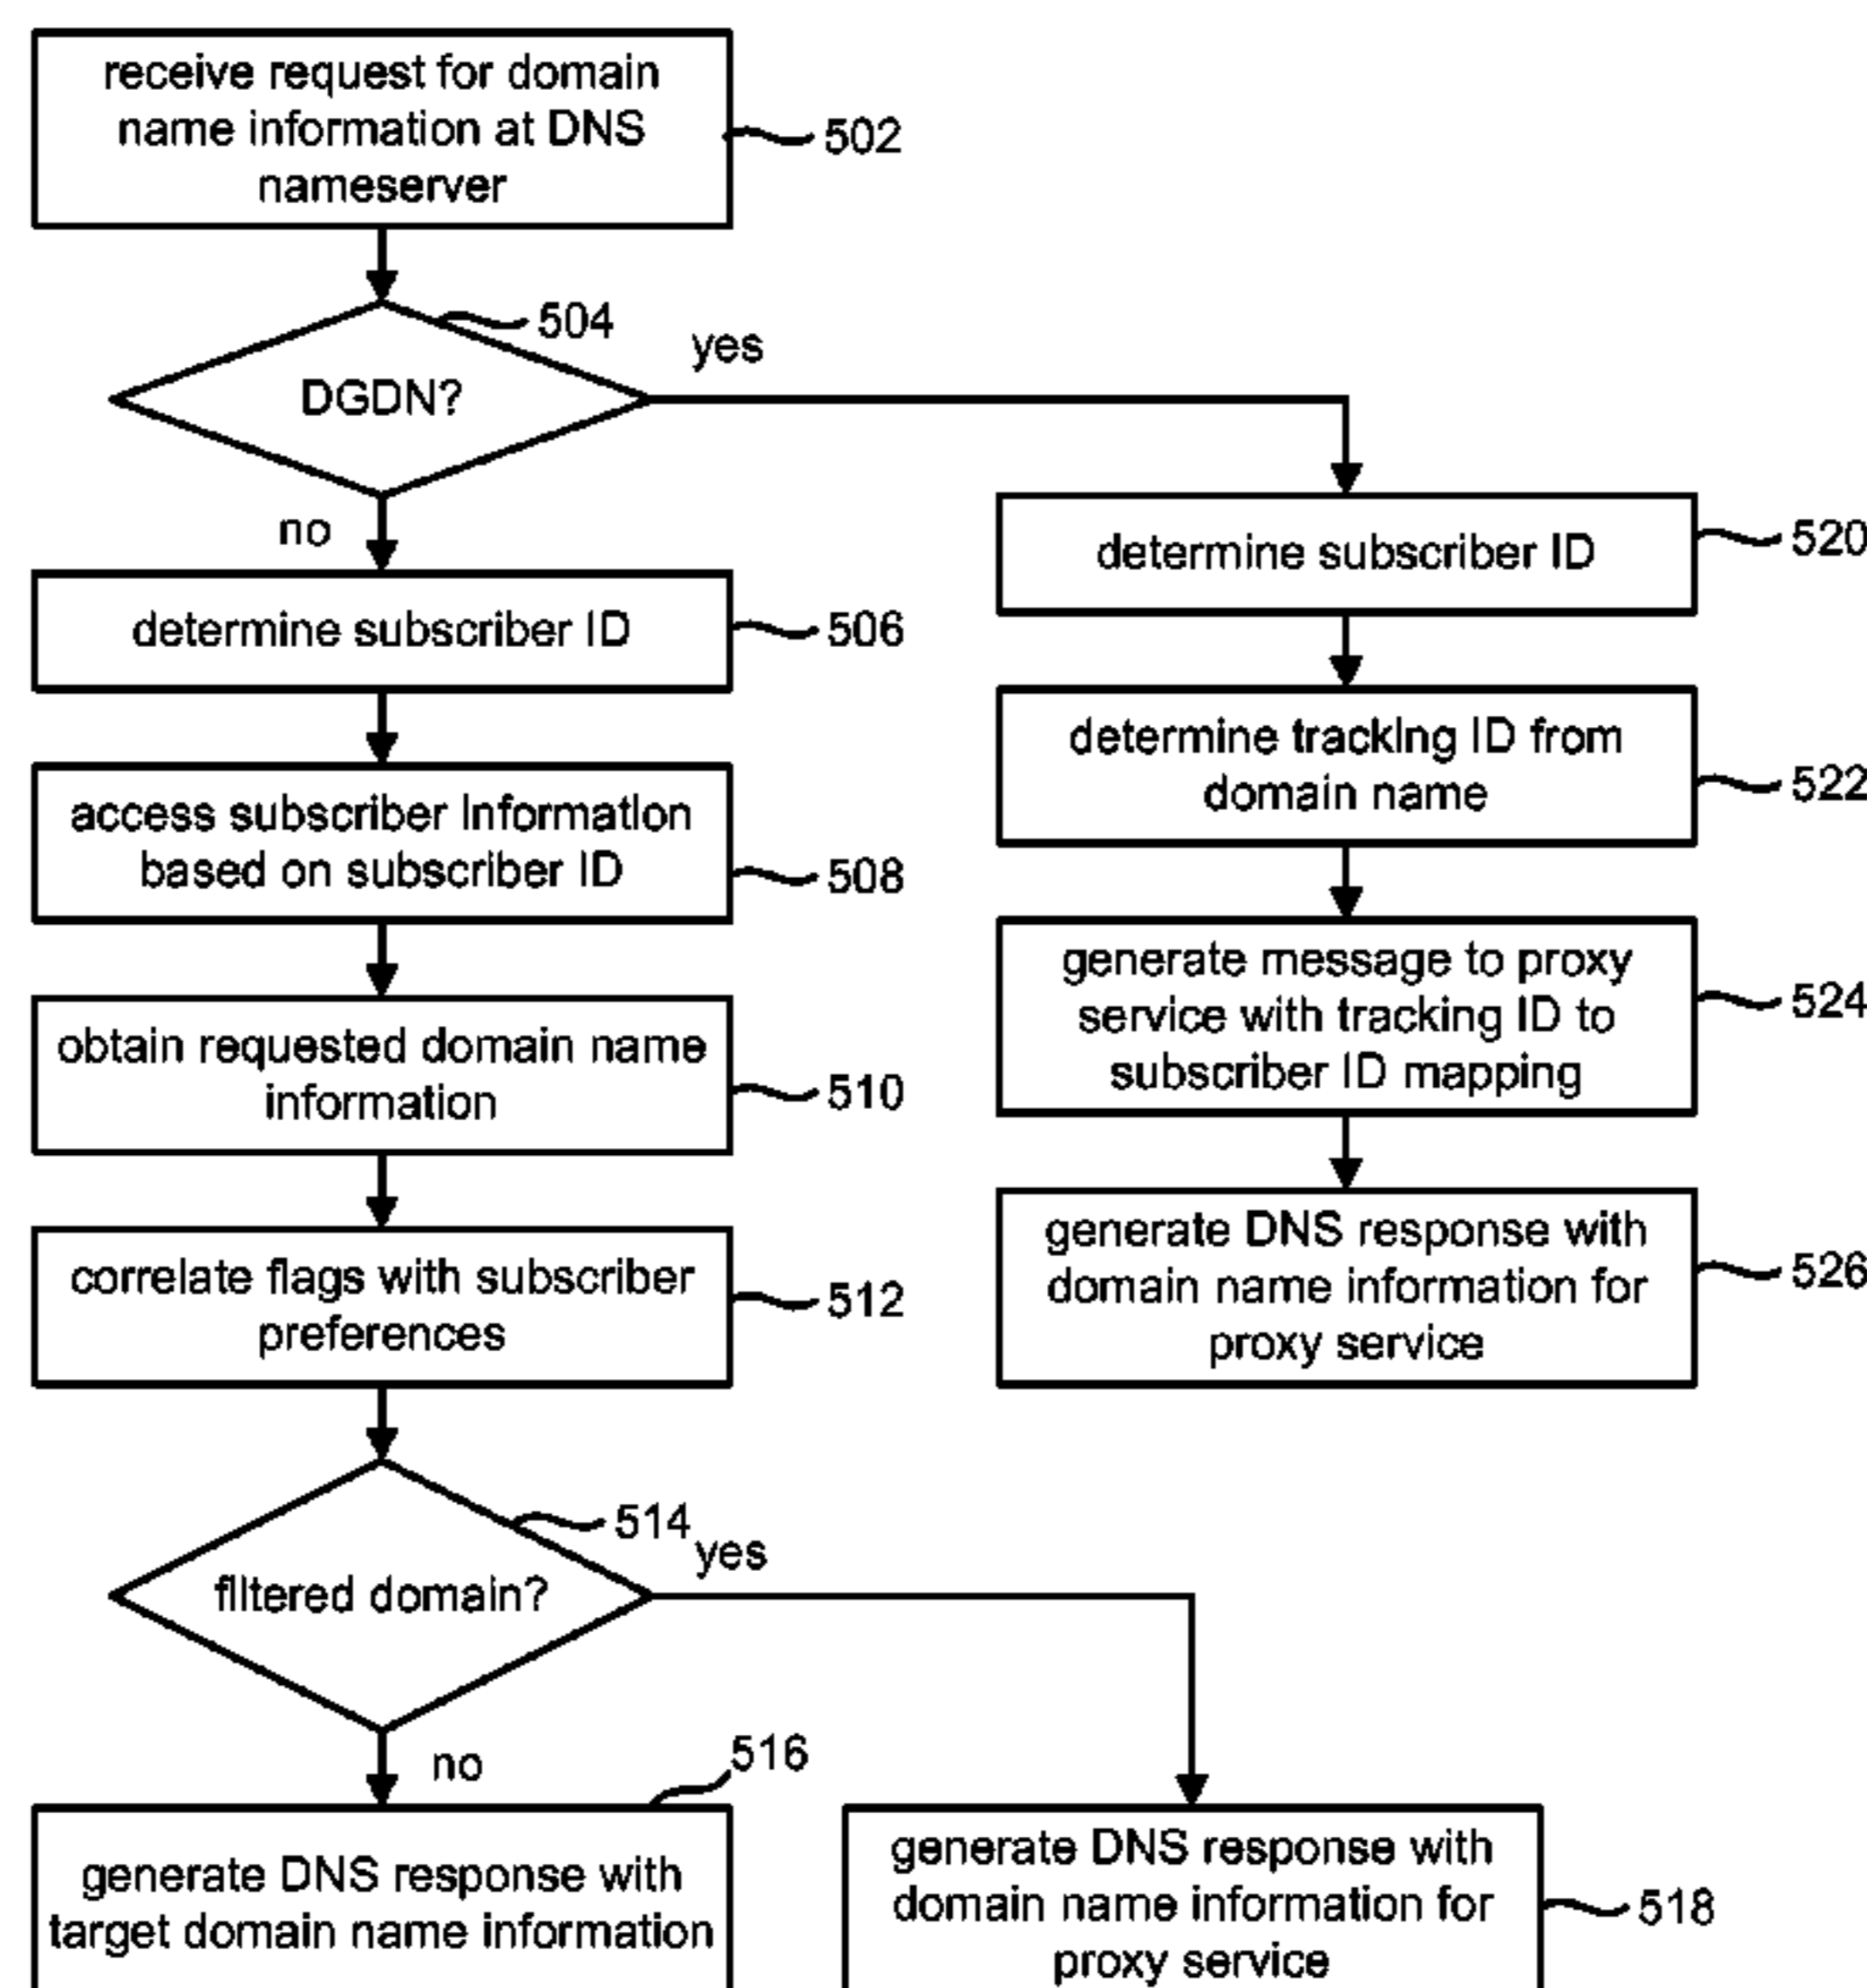 receive request for domain
name information at DNS
nameserver
502
504
DGDN?
yes
no
determine subscriber ID
506
access subscriber information
based on subscriber ID
508
obtain requested domain name
information
510
correlate flags with subscriber
preferences
512
514
filtered domain?
yes
no
516
generate DNS response with
target domain name information
generate DNS response with
domain name information for
proxy service
518
determine subscriber ID
520
determine tracking ID from
domain name
522
generate message to proxy
service with tracking ID to
subscriber ID mapping
524
generate DNS response with
domain name information for
proxy service
526